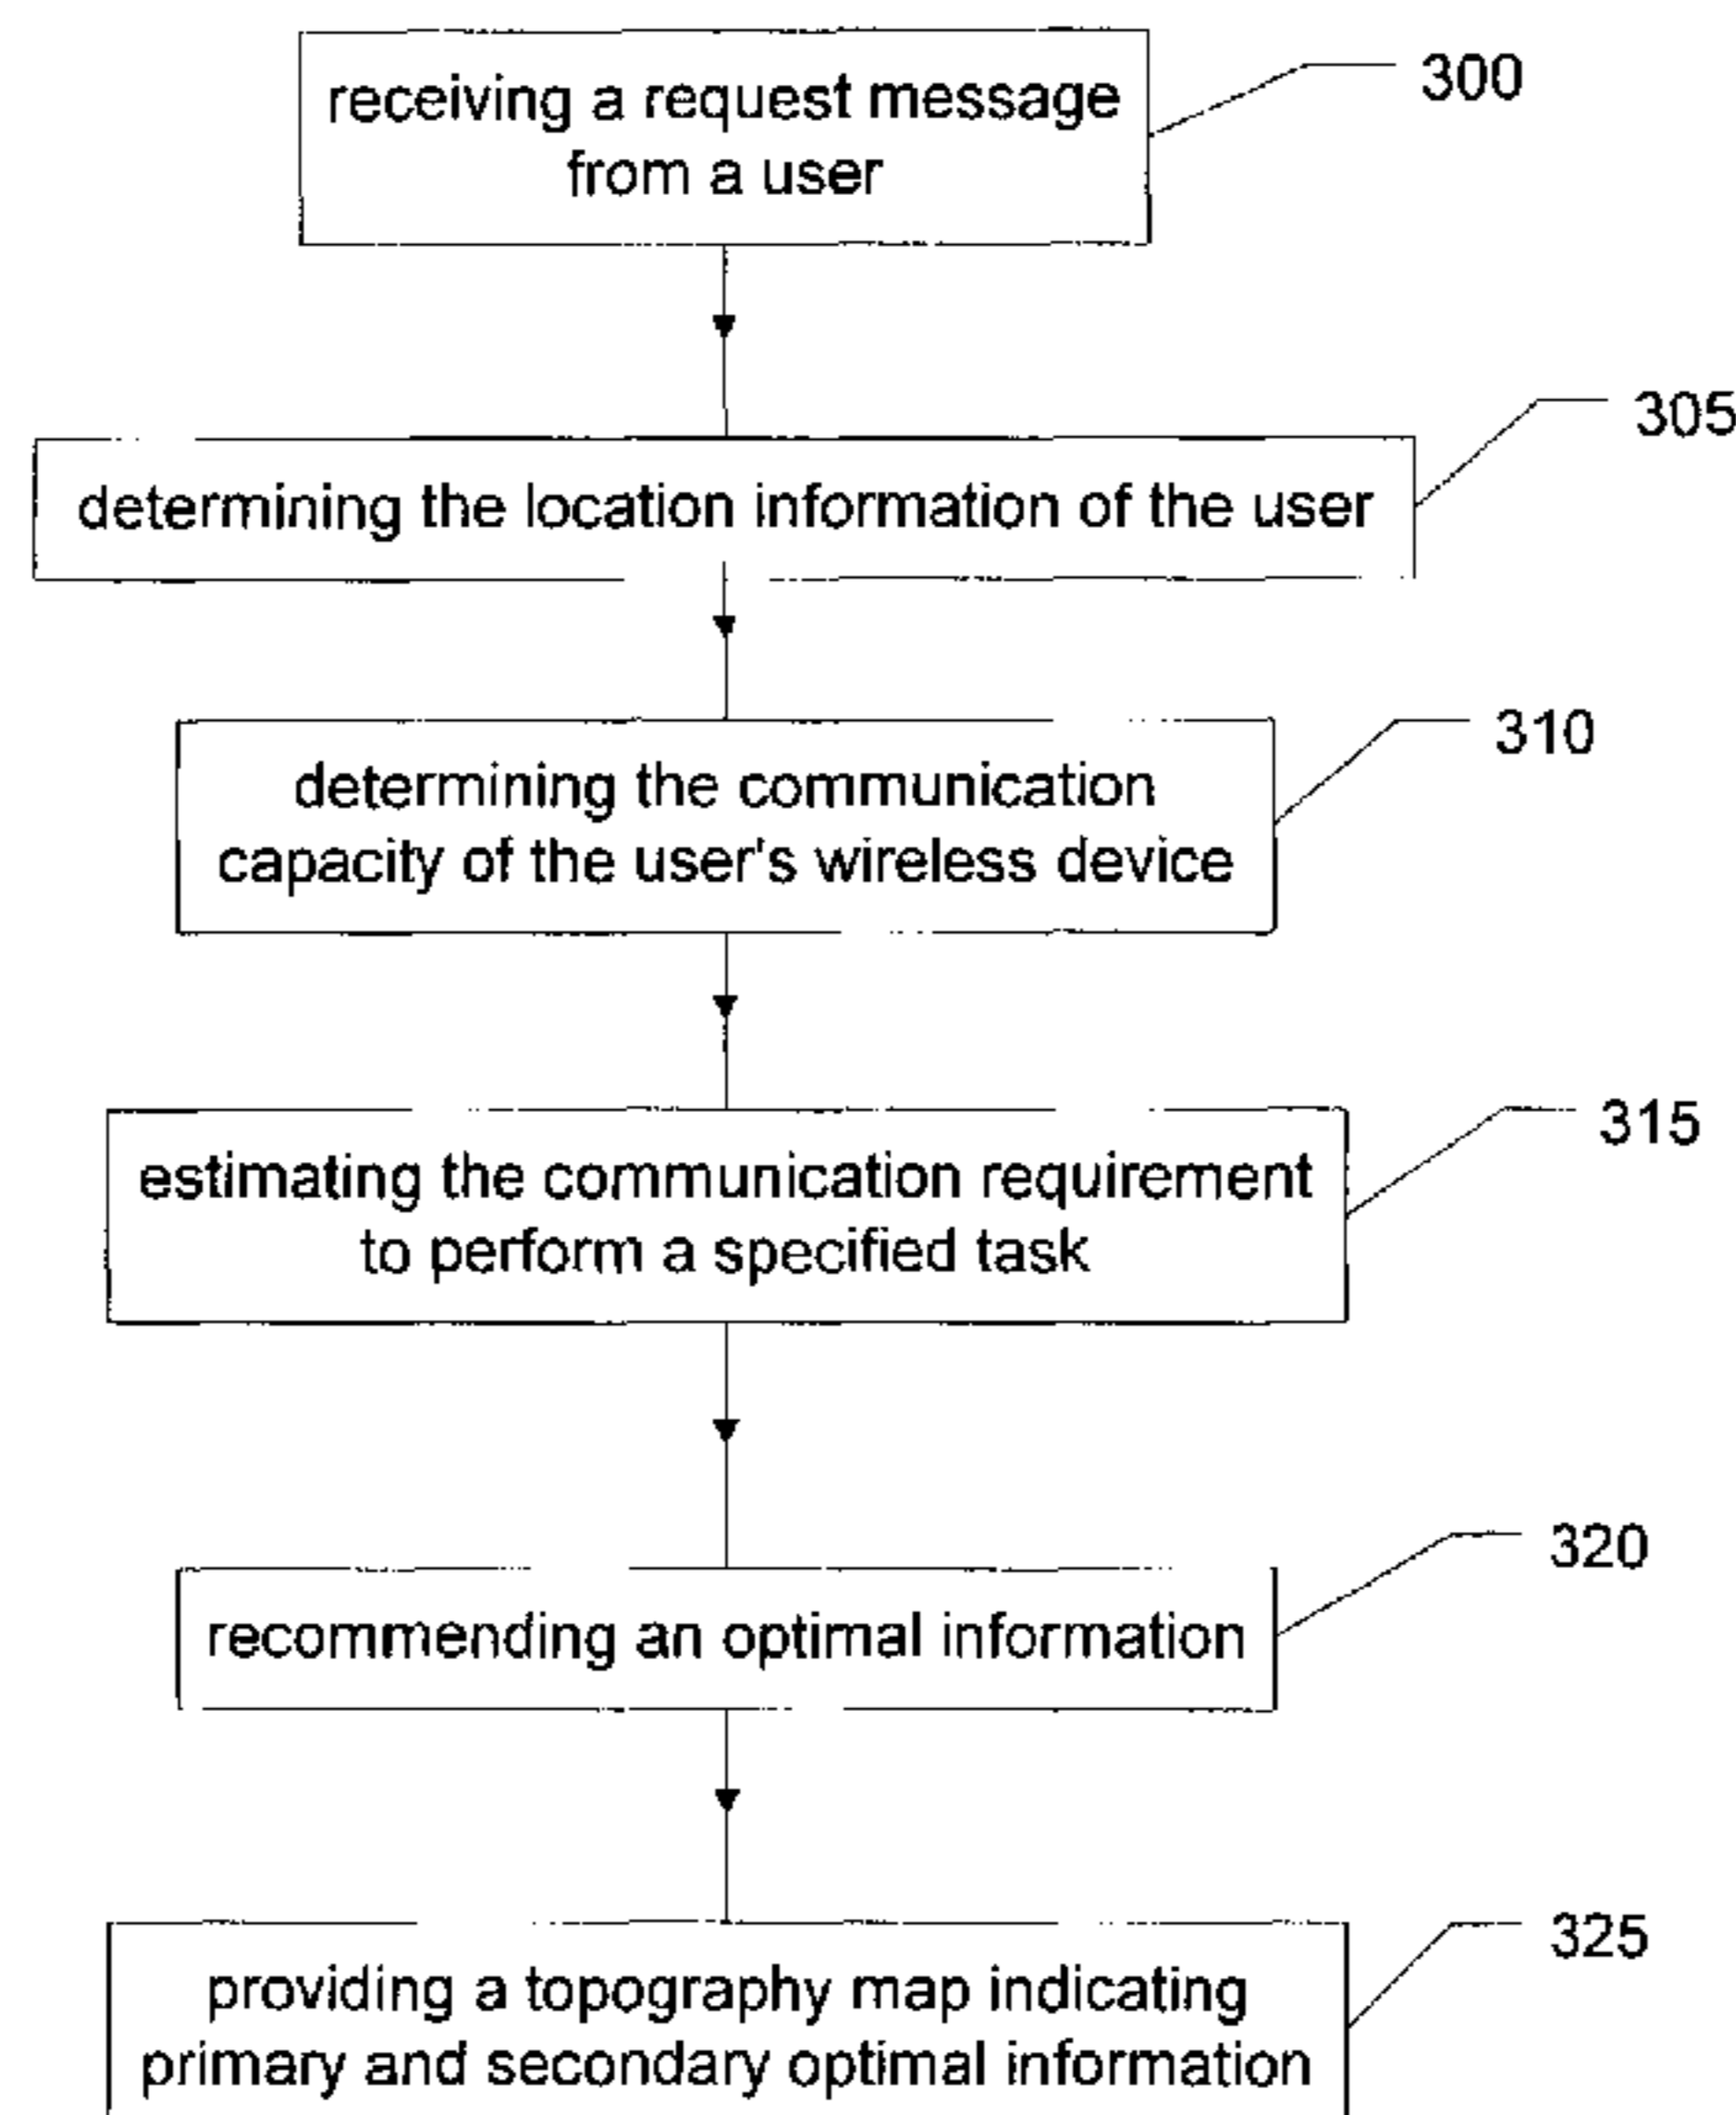 receiving a request message
from a user
300
determining the location information of the user
305
determining the communication
capacity of the user's wireless device
310
estimating the communication requirement
to perform a specified task
315
recommending an optimal information
320
providing a topography map indicating
primary and secondary optimal information
325